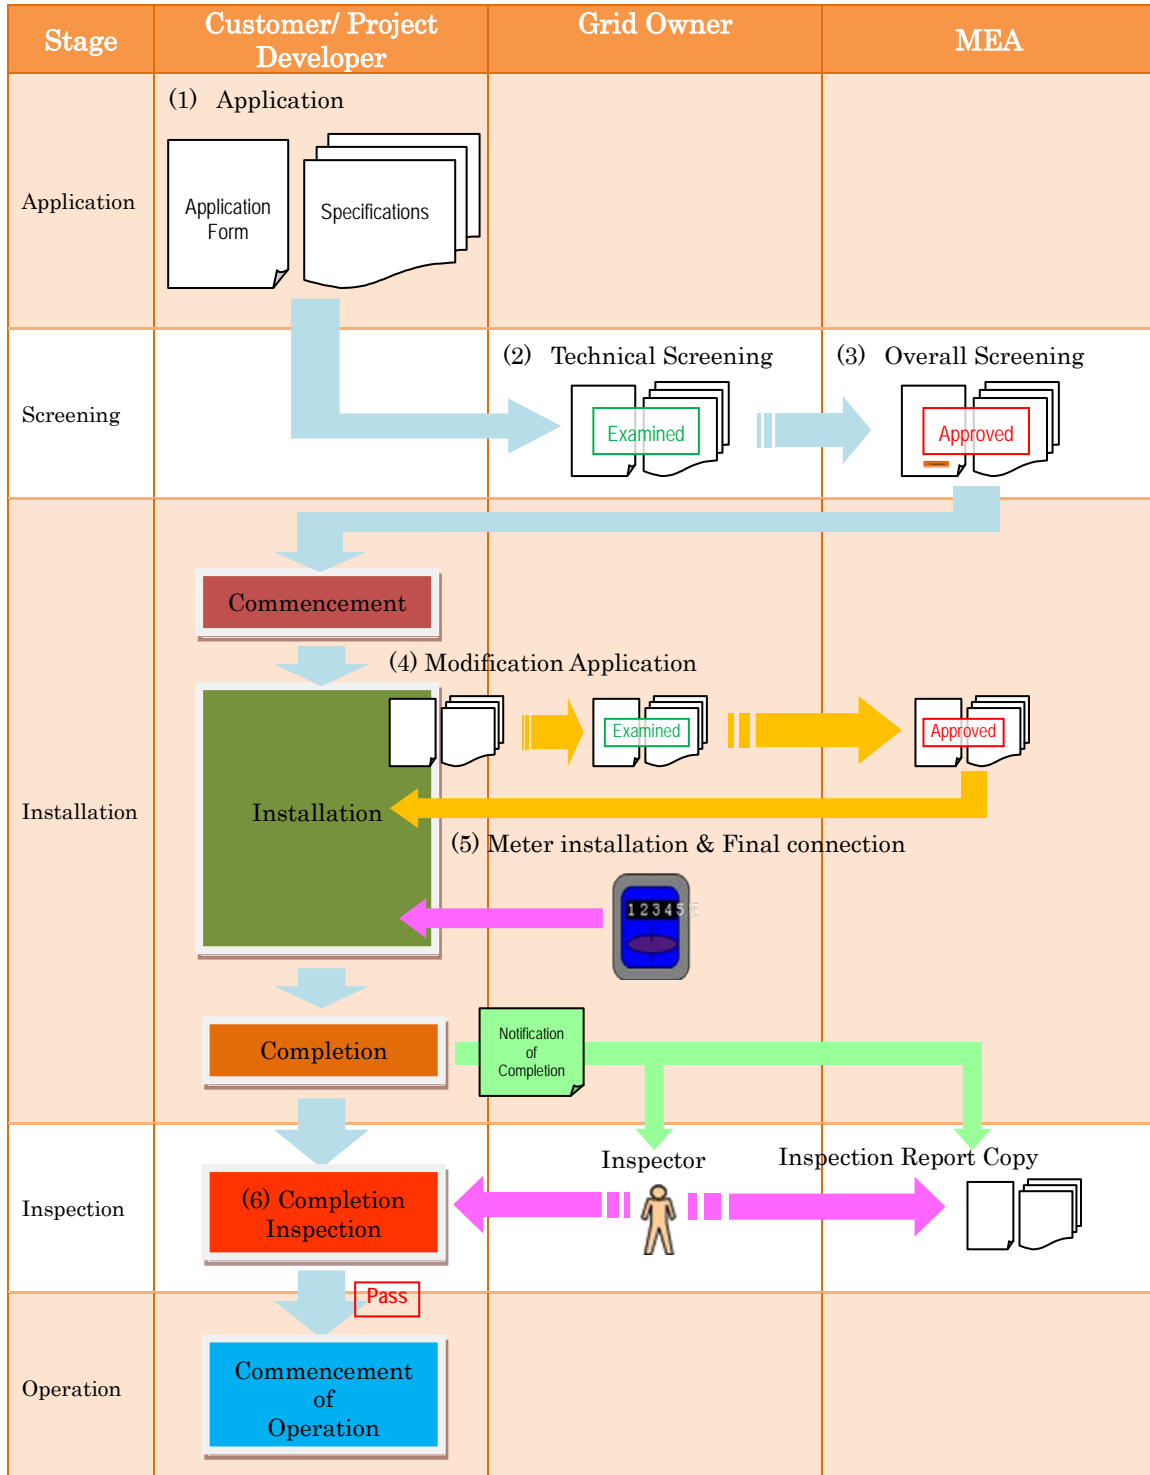 Stage
Customer/ Project
Developer
Grid Owner
MEA
Application
(1) Application
Application
Form
Specifications
Screening
(2) Technical Screening
(3) Overall Screening
Examined
Approved
Installation
Commencement
(4) Modification Application
Examined
Approved
Installation
(5) Meter installation & Final connection
12345
Completion
Notification
of
Completion
Inspection
(6) Completion
Inspection
Inspector
Inspection Report Copy
Pass
Operation
Commencement
of
Operation